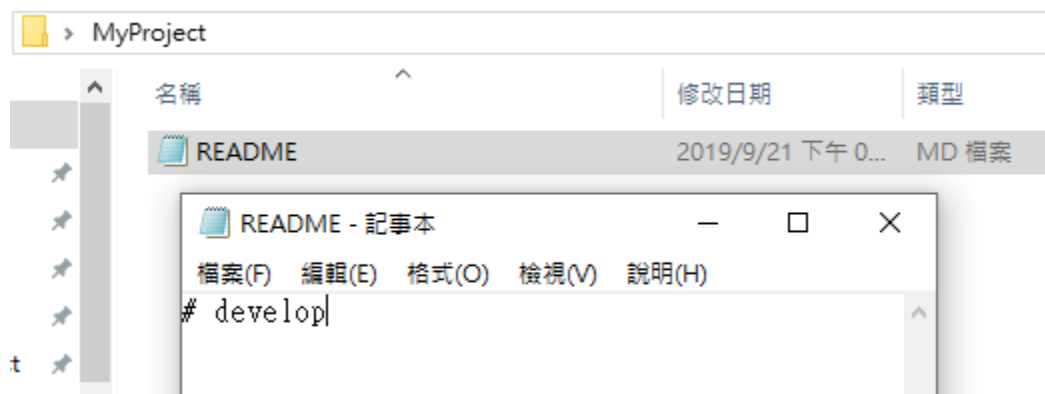 > MyProject
名稱 修改日期 類型
README 2019/9/21 下午 0... MD 檔案
README - 記事本
檔案(F) 編輯(E) 格式(O) 檢視(V) 說明(H)
# develop
:t